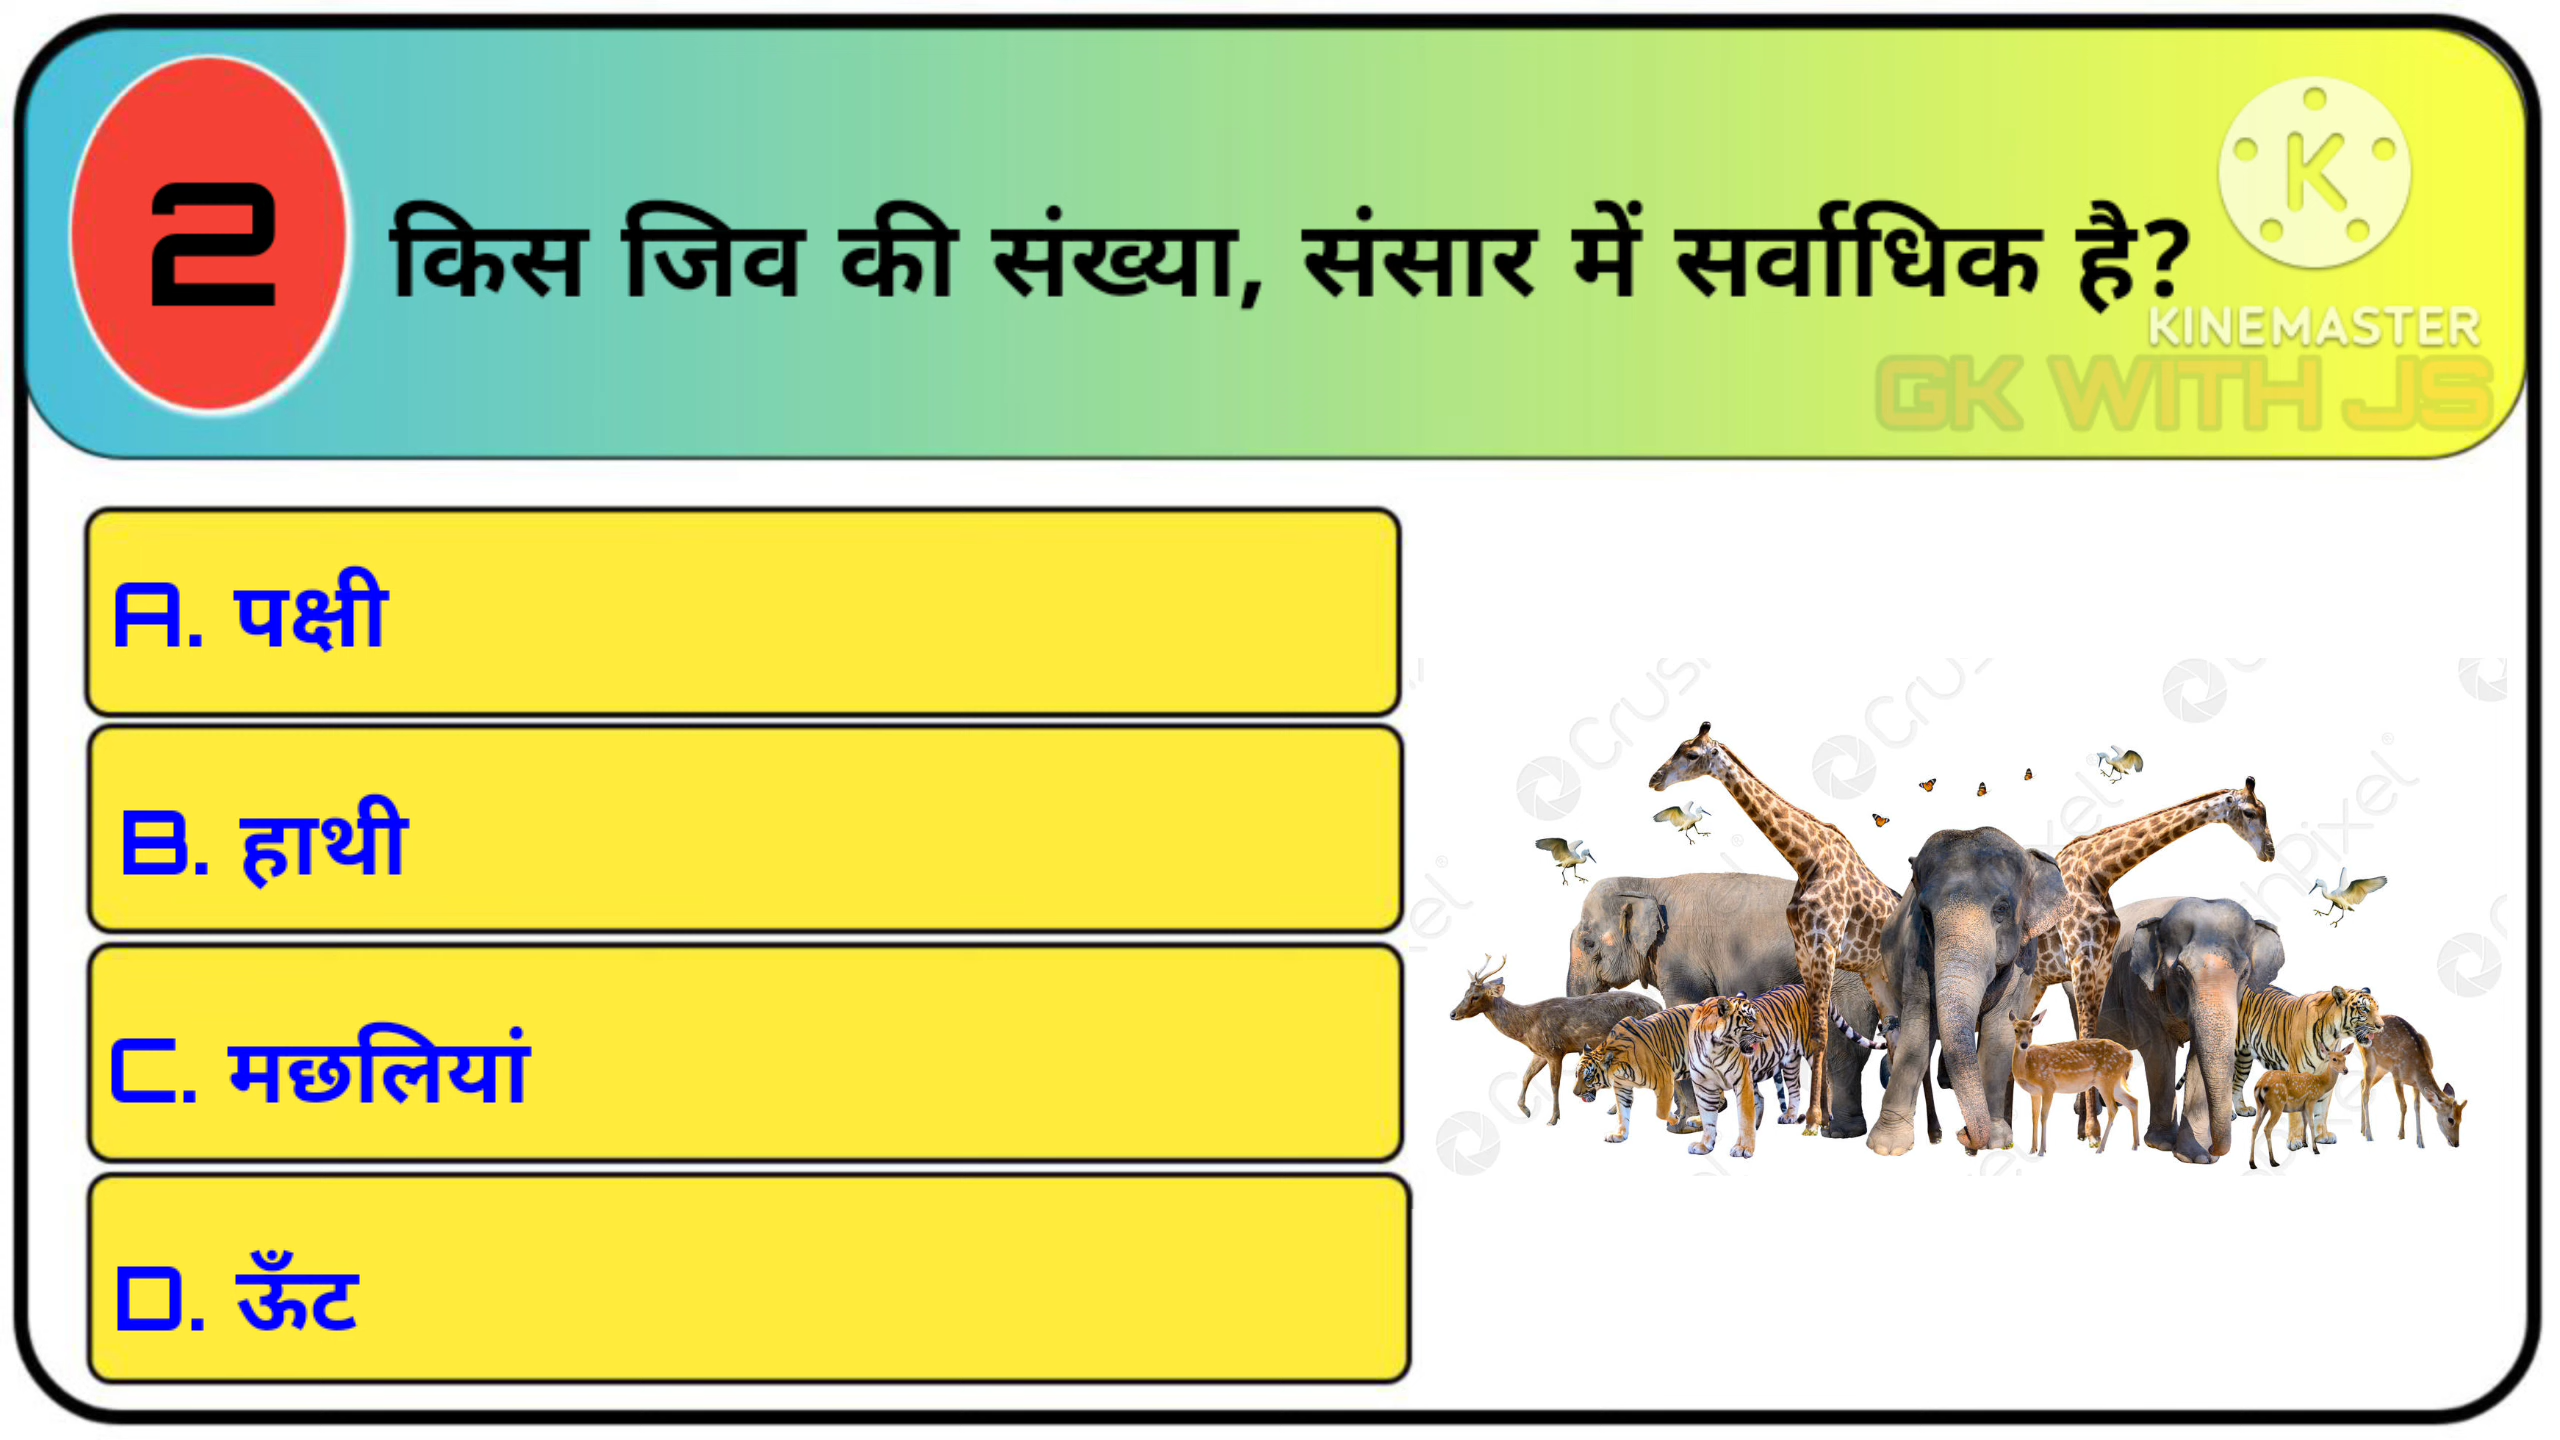 2
किस जिव की संख्या, संसार में सर्वाधिक है?
KINEMASTER
GK WITH JS
A. पक्षी
B. हाथी
C. मछलियां
D. ऊँट